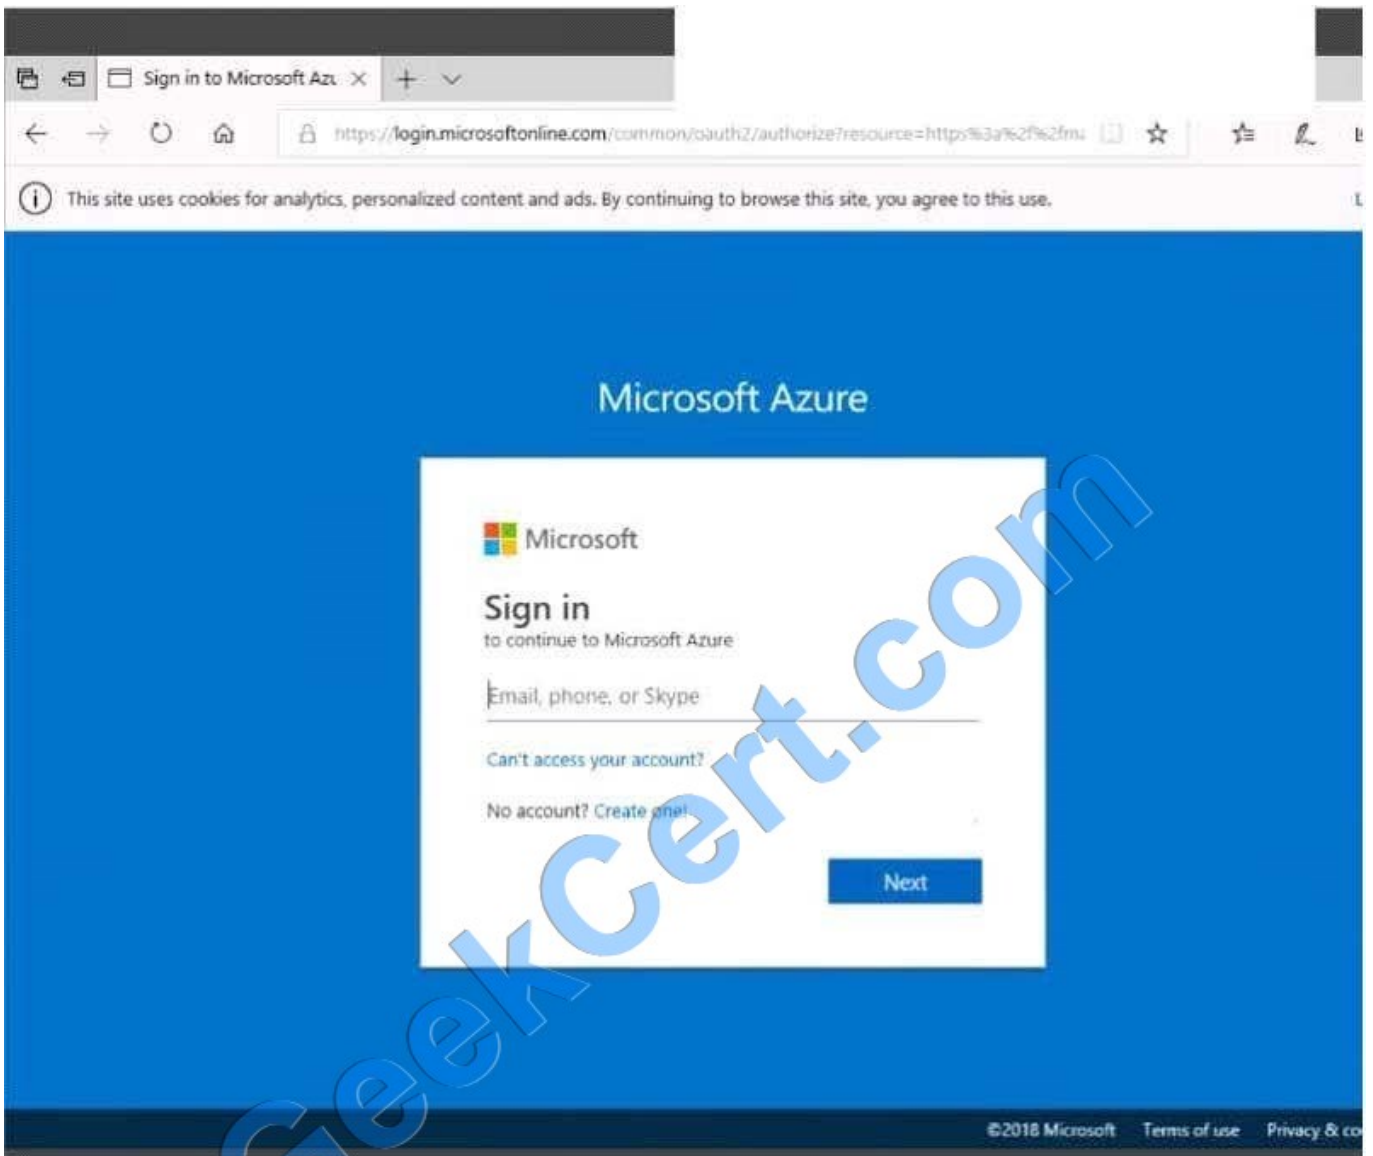 Sign in to Microsoft Azu
https://login.microsoftonline.com/common/oauth2/authorize?resource=https%3a%2f%2fma
This site uses cookies for analytics, personalized content and ads. By continuing to browse this site, you agree to this use.
L
Microsoft Azure
Microsoft
Sign in
to continue to Microsoft Azure
Email, phone, or Skype
Can't access your account?
No account? Create one!
Next
GeekCert.com
©2018 Microsoft Terms of use Privacy & co